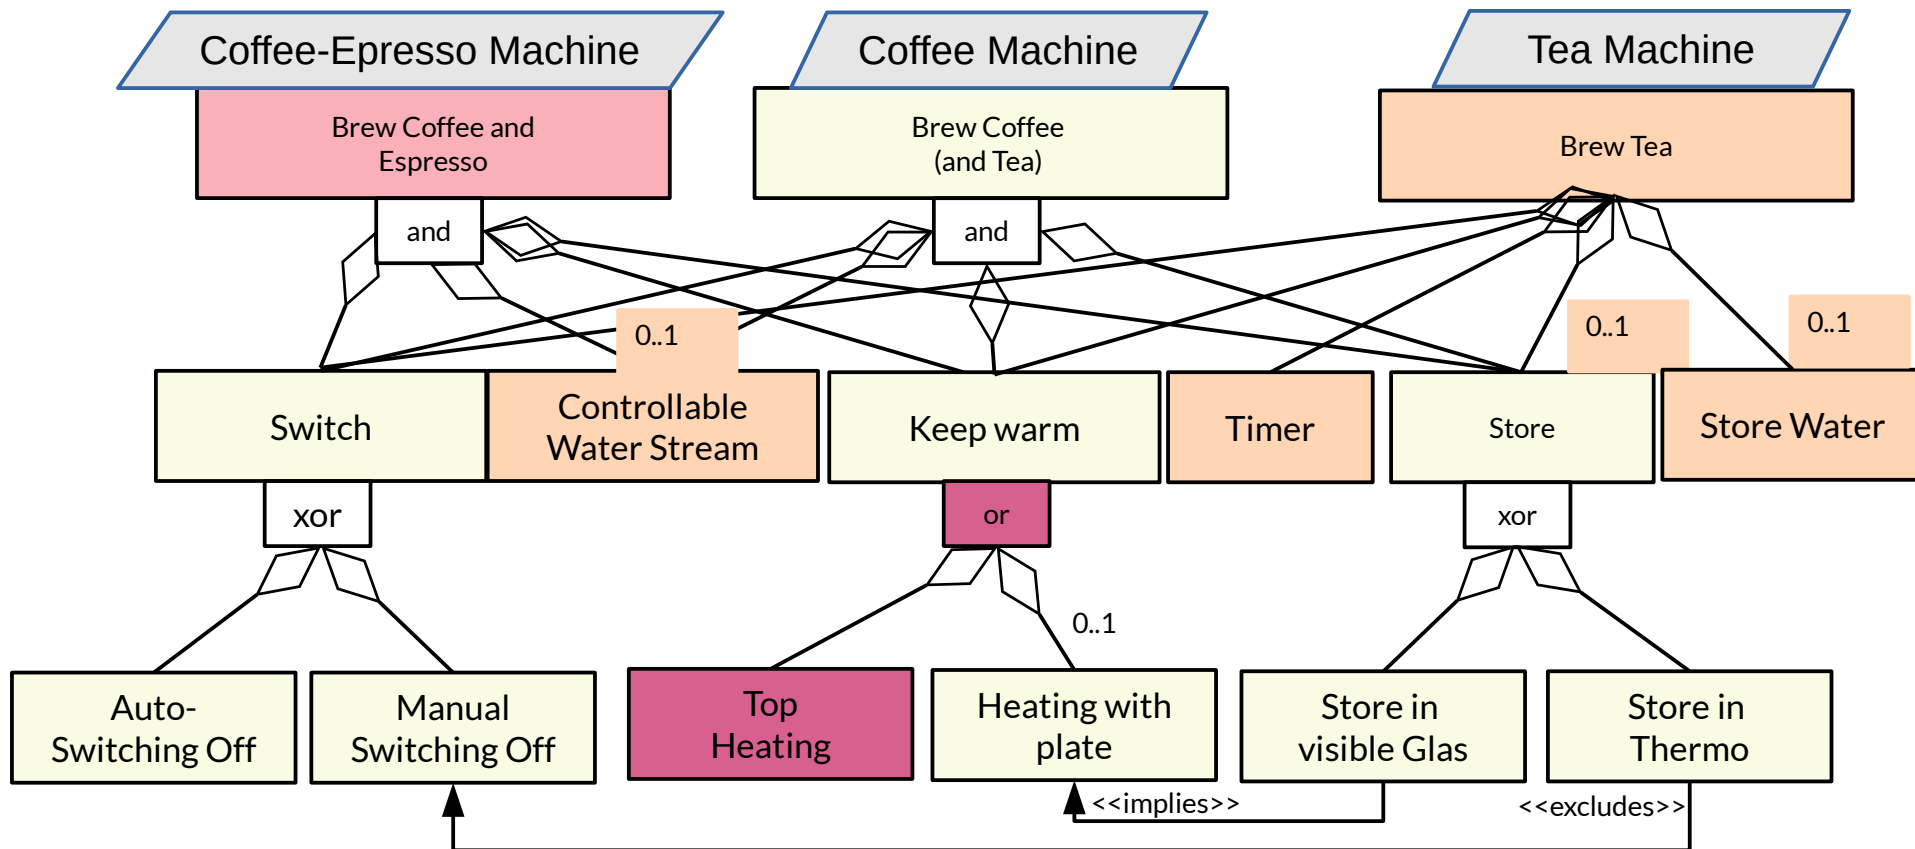 Coffee-Epresso Machine
Coffee Machine
Tea Machine
Brew Coffee and
Espresso
Brew Coffee
(and Tea)
Brew Tea
and
and
0..1
0..1
0..1
Switch
Controllable
Water Stream
Keep warm
Timer
Store
Store Water
xor
or
xor
0..1
Auto-
Switching Off
Manual
Switching Off
Top
Heating
Heating with
plate
Store in
visible Glas
Store in
Thermo
<<implies>>
<<excludes>>